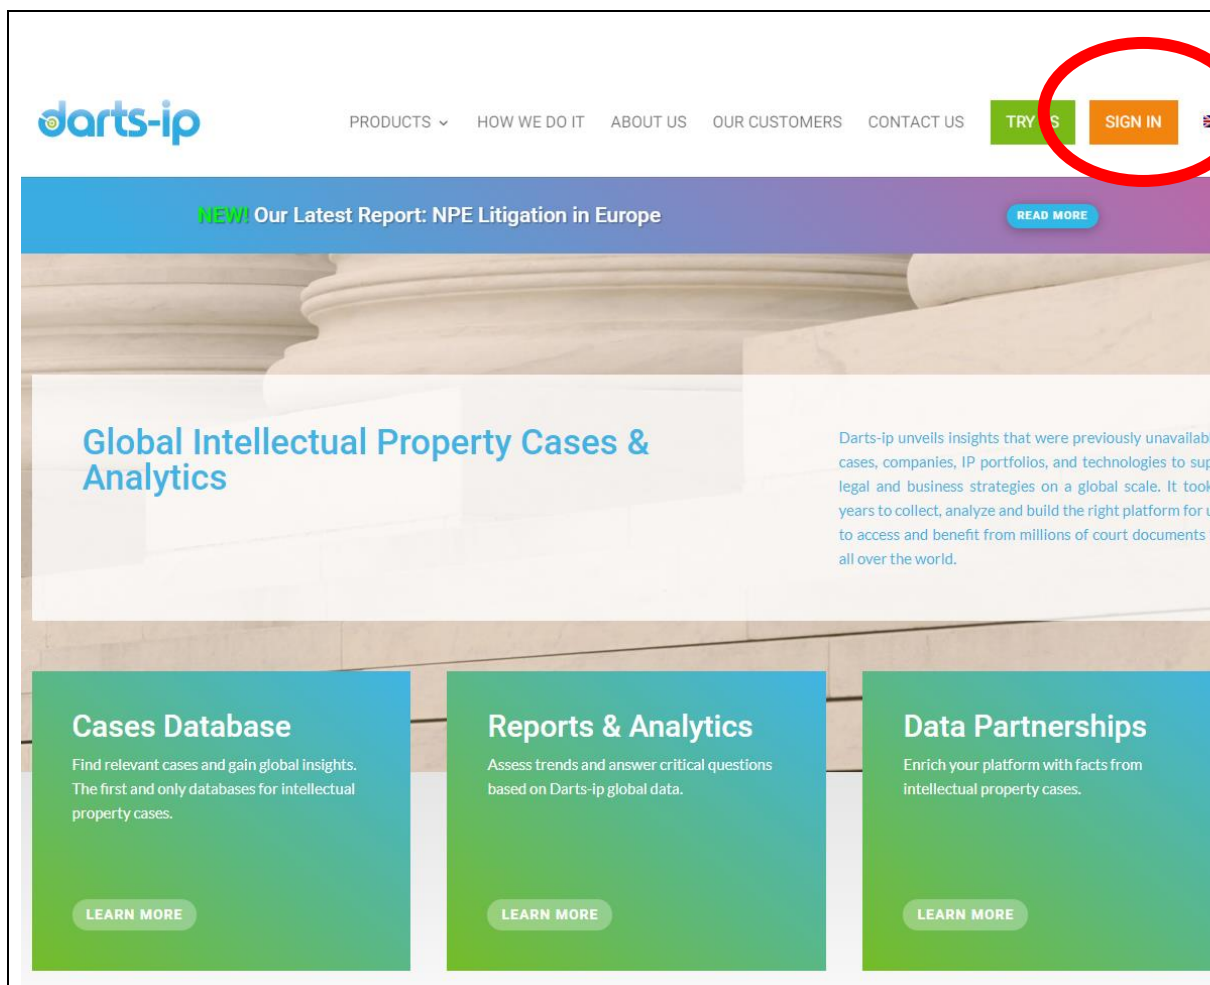 darts-ip
PRODUCTS HOW WE DO IT ABOUT US OUR CUSTOMERS CONTACT US TRY US SIGN IN
NEW! Our Latest Report: NPE Litigation in Europe READ MORE
Global Intellectual Property Cases &
Analytics
Darts-ip unveils insights that were previously
cases, companies, IP portfolios, and technologies to
legal and business strategies on a global scale. It took
years to collect, analyze and build the right platform for
to access and benefit from millions of court documents
all over the world.
Cases Database
Find relevant cases and gain global insights.
The first and only databases for intellectual
property cases.
LEARN MORE
Reports & Analytics
Assess trends and answer critical questions
based on Darts-ip global data.
LEARN MORE
Data Partnerships
Enrich your platform with facts from
intellectual property cases.
LEARN MORE